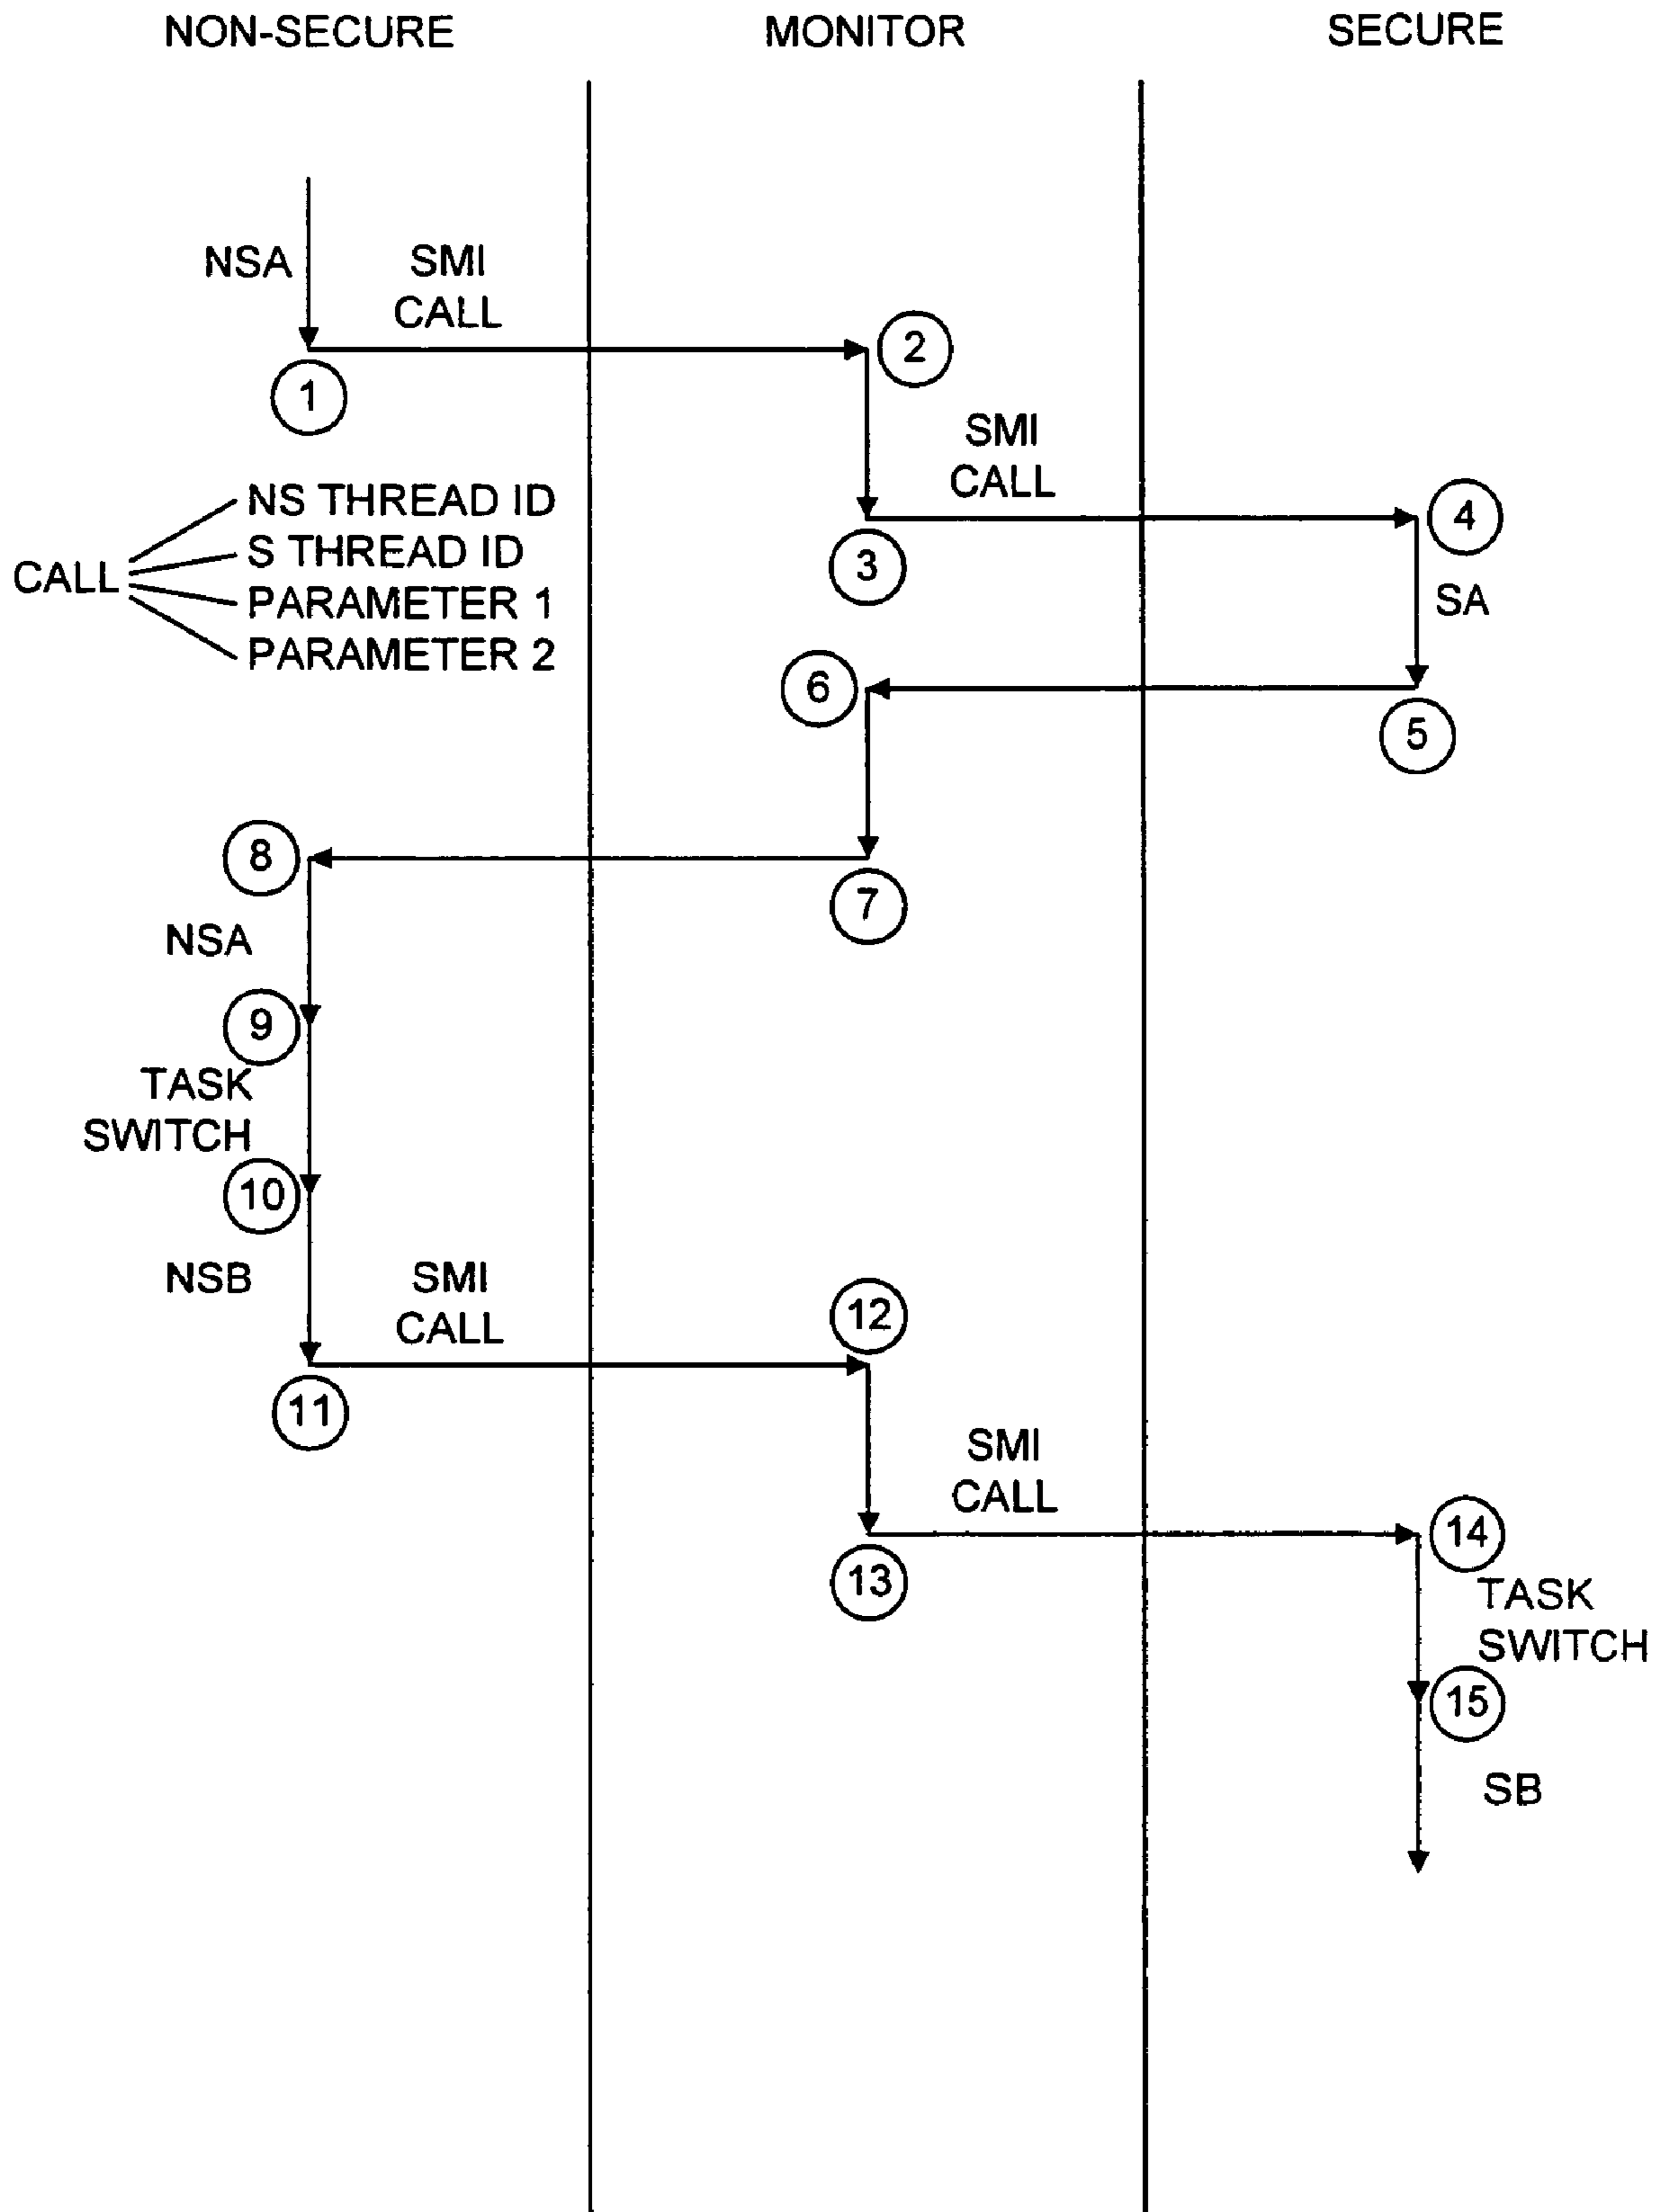 NON-SECURE
MONITOR
SECURE
NSA
SMI
CALL
1
2
SMI
CALL
3
4
CALL
NS THREAD ID
S THREAD ID
PARAMETER 1
PARAMETER 2
SA
6
5
8
7
NSA
9
TASK
SWITCH
10
NSB
SMI
CALL
12
11
SMI
CALL
14
13
TASK
SWITCH
15
SB